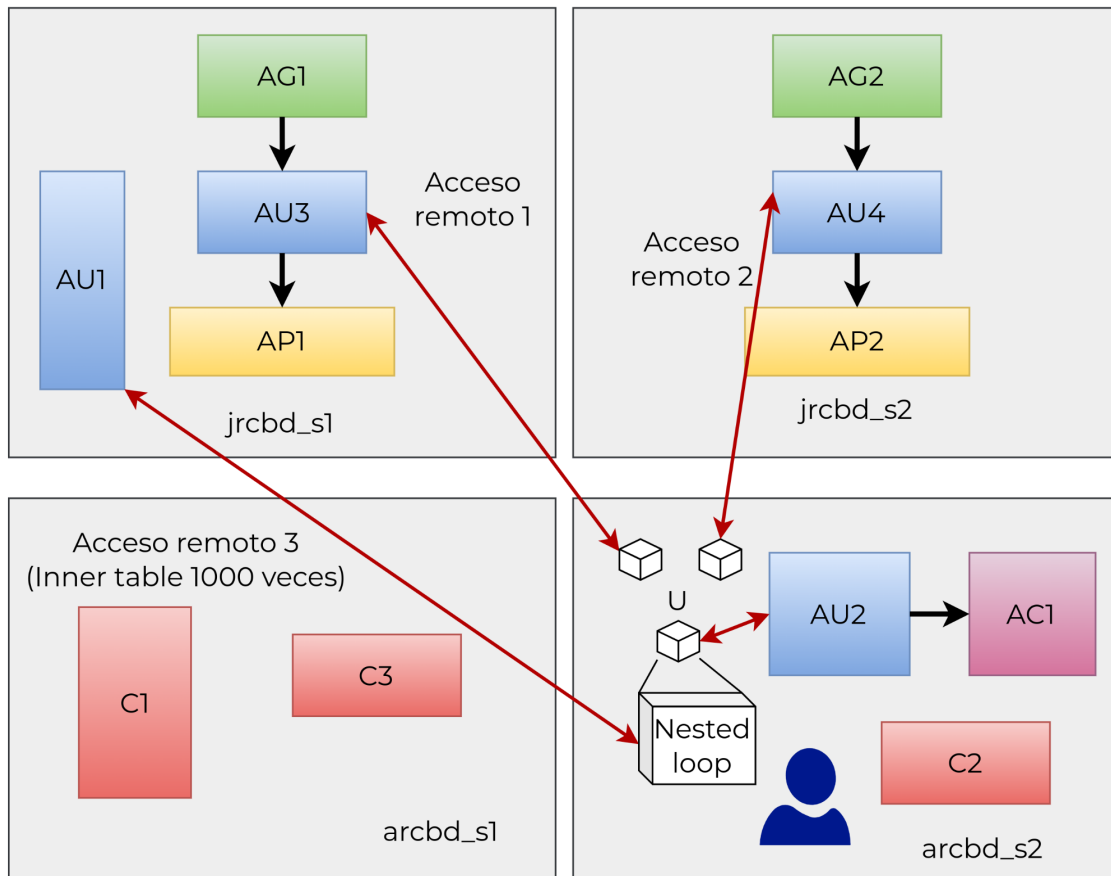 AG1
AU3
AU1
AP1
jrcbd_s1
Acceso
remoto 1
AG2
AU4
Acceso
remoto 2
AP2
jrcbd_s2
Acceso remoto 3
(Inner table 1000 veces)
C1
C3
arcbd_s1
U
AU2
AC1
Nested
loop
C2
arcbd_s2